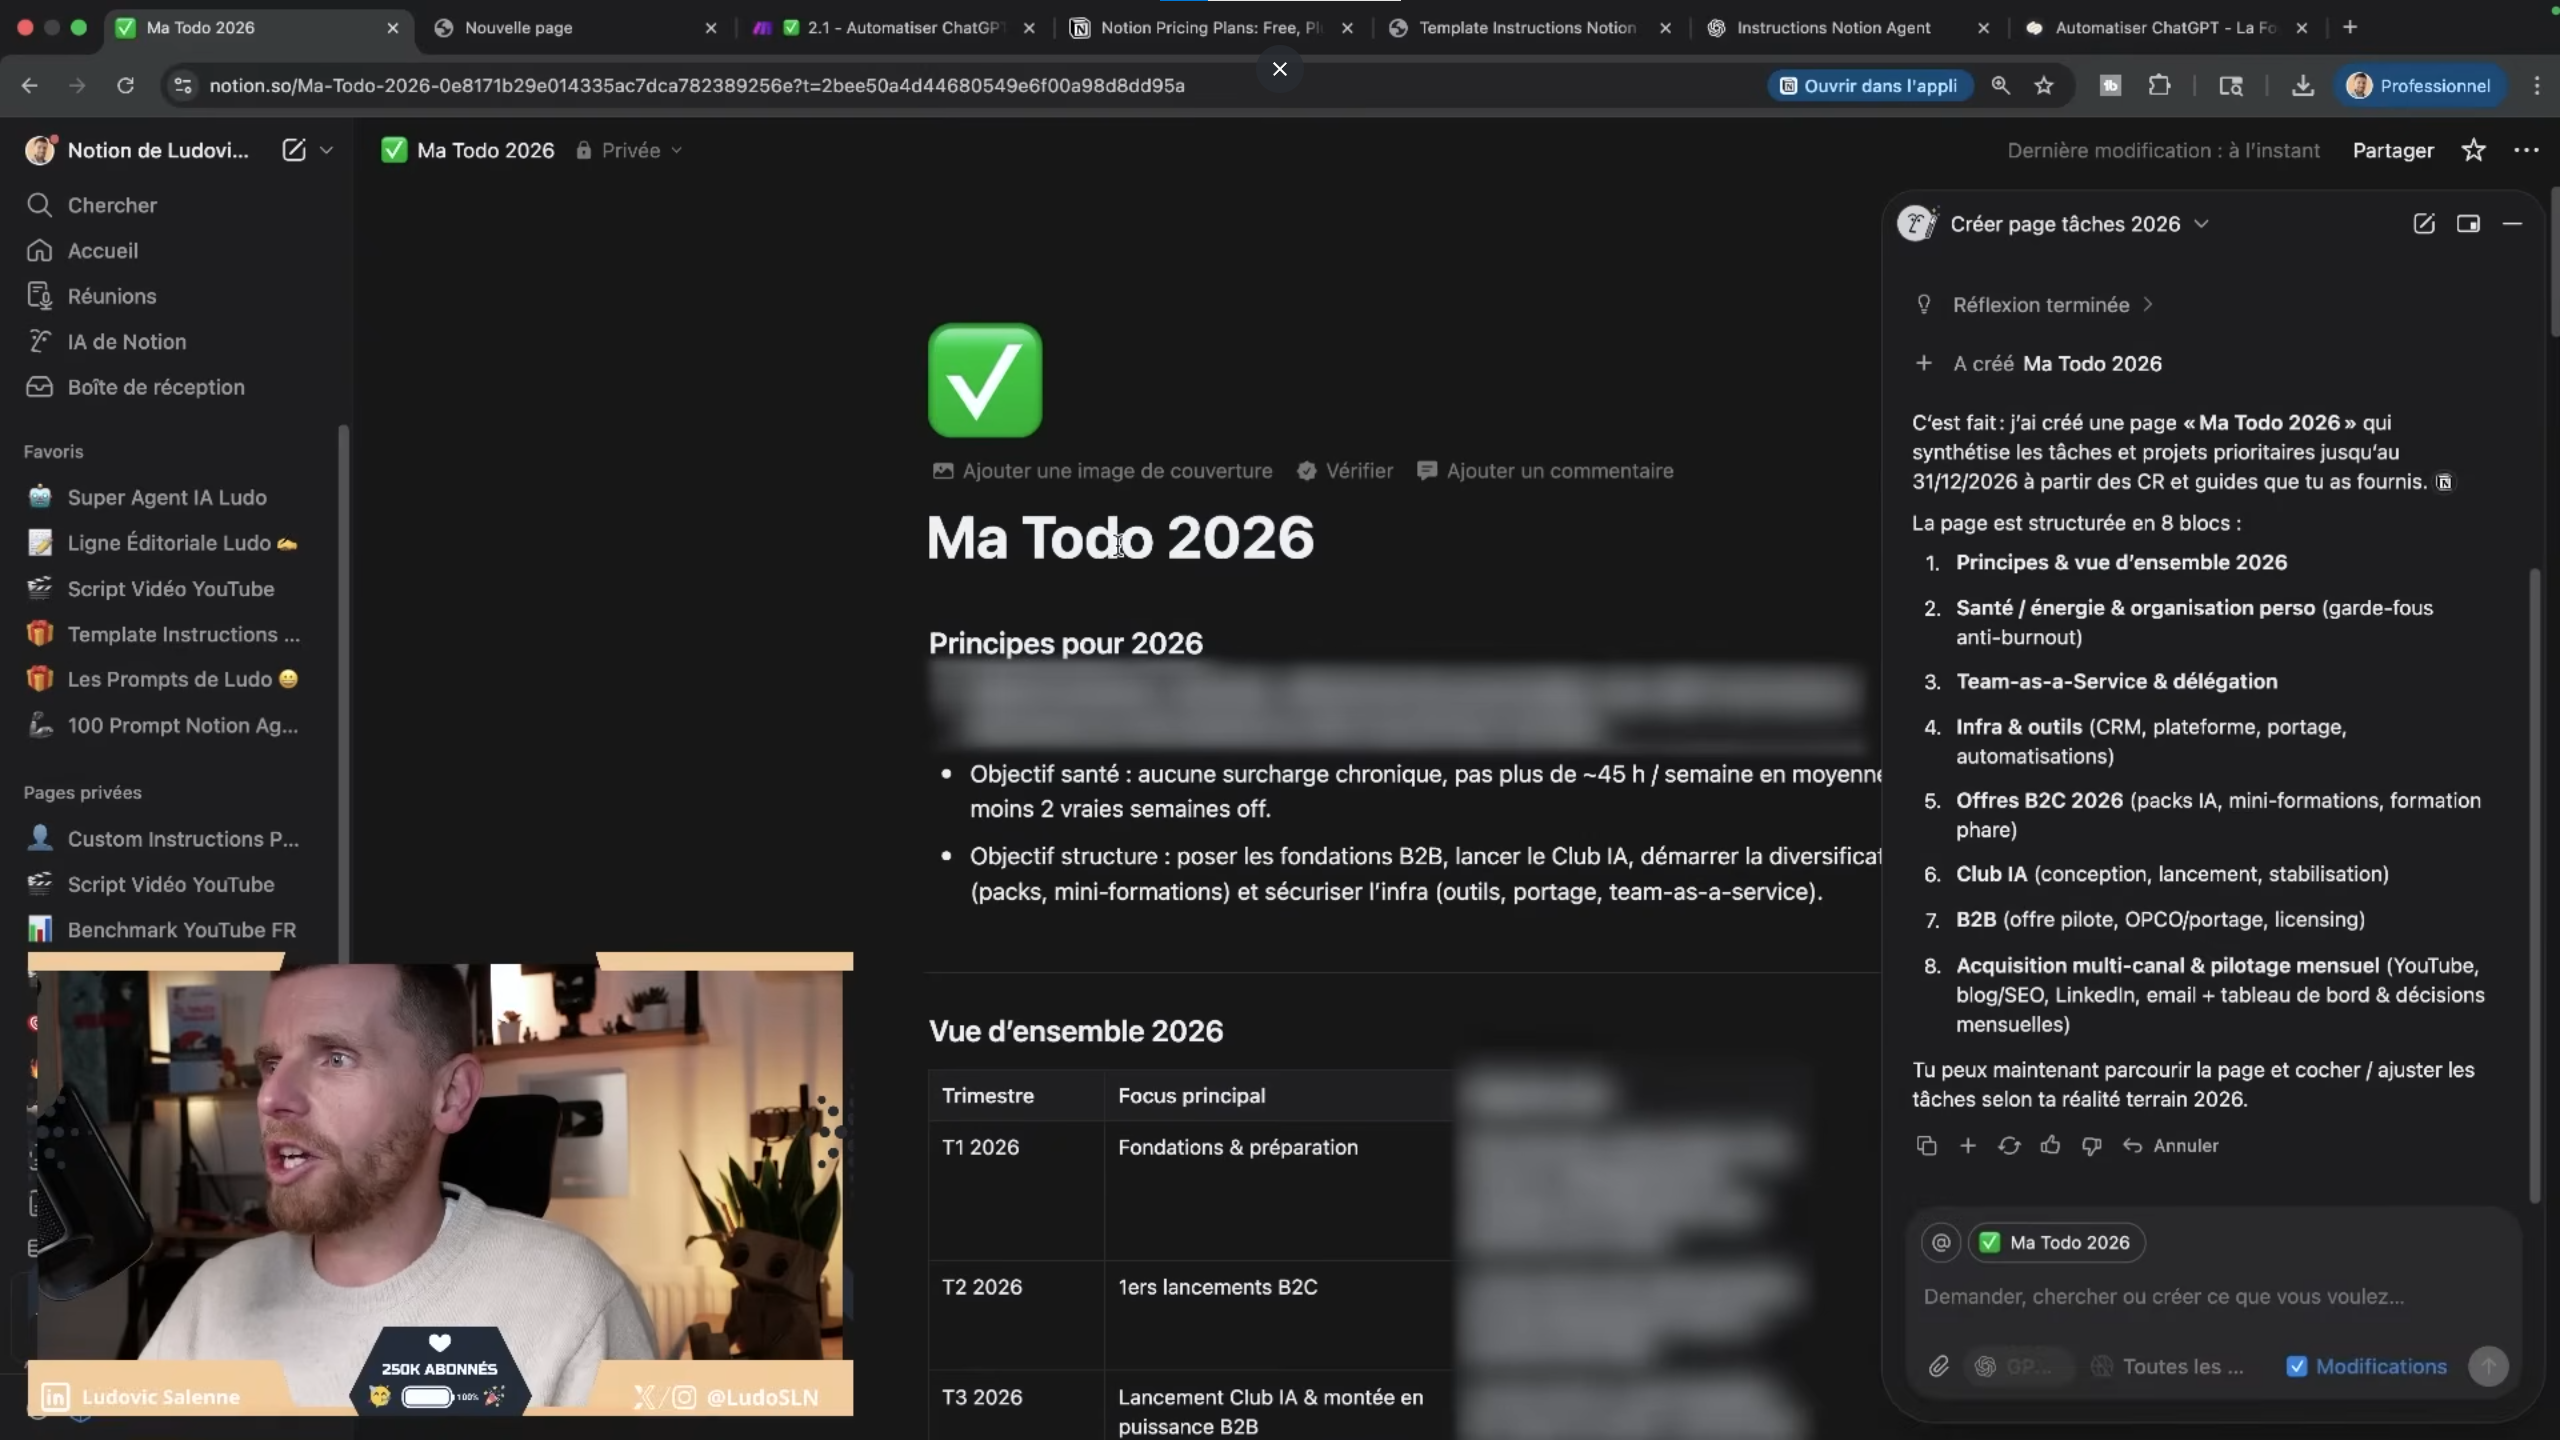 Ma Todo 2026
Nouvelle page
2.1 - Automatiser ChatGPT
Notion Pricing Plans: Free, Pl
Template Instructions Notion
Instructions Notion Agent
Automatiser ChatGPT - La Fo
notion.so/Ma-Todo-2026-0e8171b29e014335ac7dca782389256e?t=2bee50a4d44680549e6f00a98d8dd95a
Ouvrir dans l'appli
Professionnel
Notion de Ludovi...
Ma Todo 2026
Privée
Dernière modification : à l'instant
Partager
Chercher
Accueil
Réunions
IA de Notion
Boîte de réception
Favoris
Super Agent IA Ludo
Ligne Éditoriale Ludo ✍️
Script Vidéo YouTube
Template Instructions ...
Les Prompts de Ludo 😀
100 Prompt Notion Ag...
Pages privées
Custom Instructions P...
Script Vidéo YouTube
Benchmark YouTube FR
Ajouter une image de couverture
Vérifier
Ajouter un commentaire
Ma Todo 2026
Principes pour 2026
• Objectif santé : aucune surcharge chronique, pas plus de ~45 h / semaine en moyenne
moins 2 vraies semaines off.
• Objectif structure : poser les fondations B2B, lancer le Club IA, démarrer la diversificat
(packs, mini-formations) et sécuriser l'infra (outils, portage, team-as-a-service).
Vue d'ensemble 2026
Trimestre
Focus principal
T1 2026
Fondations & préparation
T2 2026
1ers lancements B2C
T3 2026
Lancement Club IA & montée en
puissance B2B
Créer page tâches 2026
Réflexion terminée
A créé Ma Todo 2026
C'est fait : j'ai créé une page « Ma Todo 2026 » qui
synthétise les tâches et projets prioritaires jusqu'au
31/12/2026 à partir des CR et guides que tu as fournis.
La page est structurée en 8 blocs :
1. Principes & vue d'ensemble 2026
2. Santé / énergie & organisation perso (garde-fous
anti-burnout)
3. Team-as-a-Service & délégation
4. Infra & outils (CRM, plateforme, portage,
automatisations)
5. Offres B2C 2026 (packs IA, mini-formations, formation
phare)
6. Club IA (conception, lancement, stabilisation)
7. B2B (offre pilote, OPCO/portage, licensing)
8. Acquisition multi-canal & pilotage mensuel (YouTube,
blog/SEO, LinkedIn, email + tableau de bord & décisions
mensuelles)
Tu peux maintenant parcourir la page et cocher / ajuster les
tâches selon ta réalité terrain 2026.
Annuler
@
Ma Todo 2026
Demander, chercher ou créer ce que vous voulez...
GP...
Toutes les ...
Modifications
250K ABONNÉS
100%
in Ludovic Salenne
X/ @LudoSLN